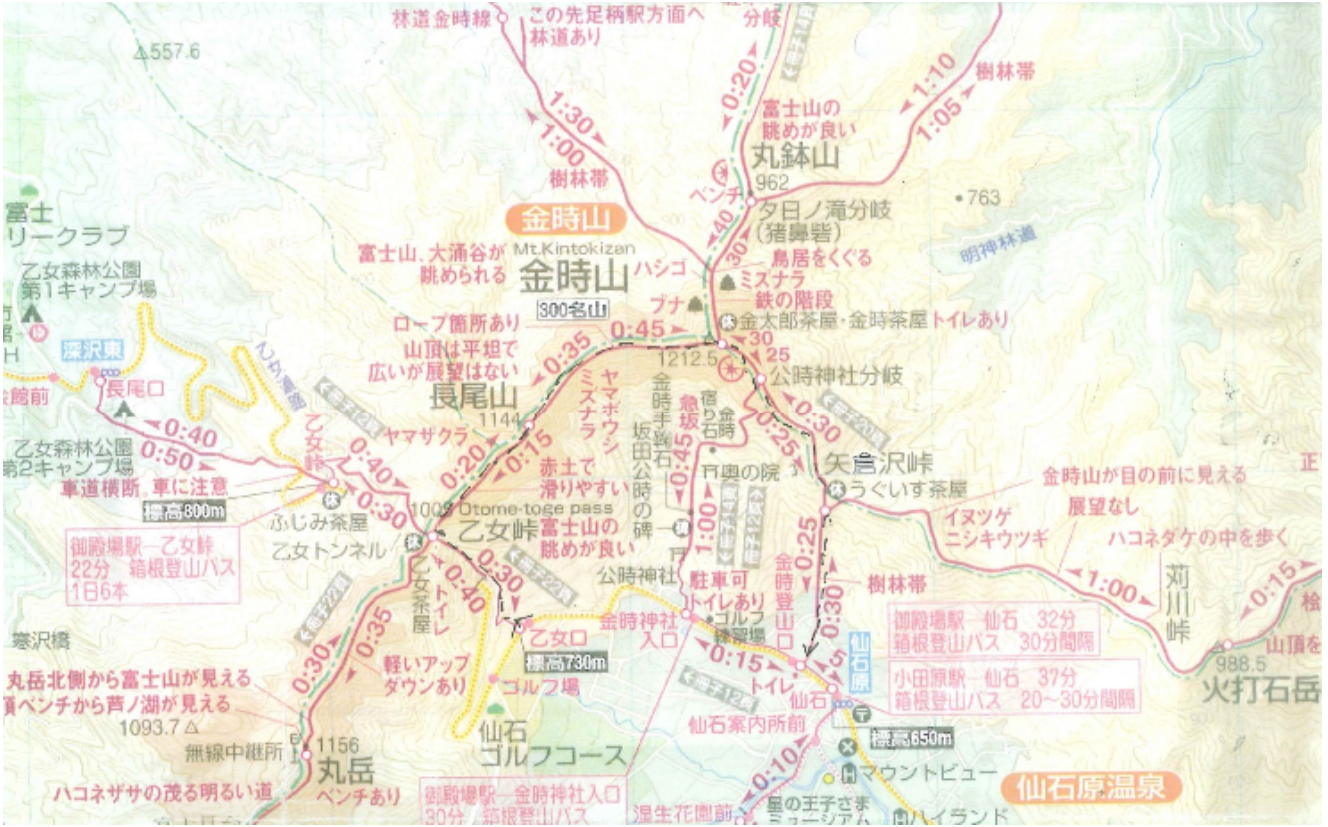 林道金時線
この先足柄駅方面へ
林道あり
分岐
△557.6
0:20
1:10
1:05
樹林帯
1:30
1:00
樹林帯
富士山の
眺めが良い
丸鉢山
962
・763
ベンチ
夕日ノ滝分岐
(猪鼻砦)
明神林道
富士
リークラブ
乙女森林公園
第1キャンプ場
金時山
Mt.Kintokizan
金時山
300名山
富士山、大涌谷が
眺められる
ハシゴ
40
30
鳥居をくぐる
ミズナラ
鉄の階段
ブナ
金太郎茶屋・金時茶屋 トイレあり
ロープ箇所あり
0:45
0:35
山頂は平坦で
広いが展望はない
1212.5
30
25
公時神社分岐
長尾山
1144
ヤマボウシ
ミズナラ
金時手鞠石
坂田公時の碑
急坂
金時
宿り石
0:45
1:00
奥の院
0:25
0:30
深沢東
長尾口
会館前
0:40
0:50
乙女森林公園
第2キャンプ場
車道横断、車に注意
標高800m
乙女峠
ふじみ茶屋
乙女トンネル
0:40
0:30
ヤマザクラ
0:20
0:15
赤土で
滑りやすい
Otome-toge pass
乙女峠
富士山の
眺めが良い
矢倉沢峠
うぐいす茶屋
金時山が目の前に見える
展望なし
イヌツゲ
ニシキウツギ
ハコネダケの中を歩く
1:00
0:15
苅川峠
988.5
山頂を
火打石岳
御殿場駅―乙女峠
22分 箱根登山バス
1日6本
乙女茶屋
トイレ
0:30
0:40
公時神社
駐車可
トイレあり
ゴルフ
練習場
金時神社
入口
金時登山口
0:25
0:30
樹林帯
御殿場駅―仙石 32分
箱根登山バス 30分間隔
小田原駅―仙石 37分
箱根登山バス 20~30分間隔
寒沢橋
0:30
0:35
軽いアップ
ダウンあり
乙女口
標高730m
ゴルフ場
仙石
ゴルフコース
0:15
トイレ
5
仙石原
仙石
仙石案内所前
標高650m
丸岳北側から富士山が見える
頂ベンチから芦ノ湖が見える
1093.7△
無線中継所
1156
丸岳
ベンチあり
ハコネザサの茂る明るい道
0:10
マウントビュー
仙石原温泉
御殿場駅―金時神社入口
30分 箱根登山バス
湿生花園前
星の王子さま
ミュージアム
ハイランド